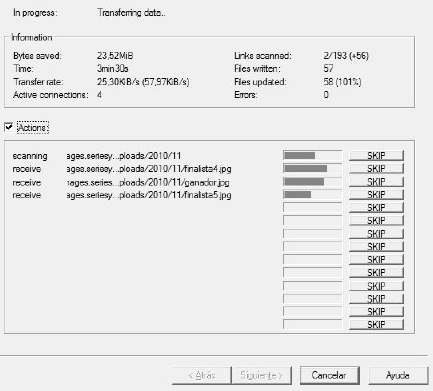 In progress: Transferring data..
Information
Bytes saved: 23,52MiB Links scanned: 2/193 (+56)
Time: 3min30s Files written: 57
Transfer rate: 25,30KiB/s (57,97KiB/s) Files updated: 58 (101%)
Active connections: 4 Errors: 0
Actions:
scanning ages.seriesy...ploads/2010/11 SKIP
receive ages.seriesy...ploads/2010/11/finalista4.jpg SKIP
receive nages.series...ploads/2010/11/ganador.jpg SKIP
receive ages.seriesy...ploads/2010/11/finalista5.jpg SKIP
SKIP
SKIP
SKIP
SKIP
SKIP
SKIP
SKIP
SKIP
SKIP
SKIP
< Atrás Siguiente > Cancelar Ayuda